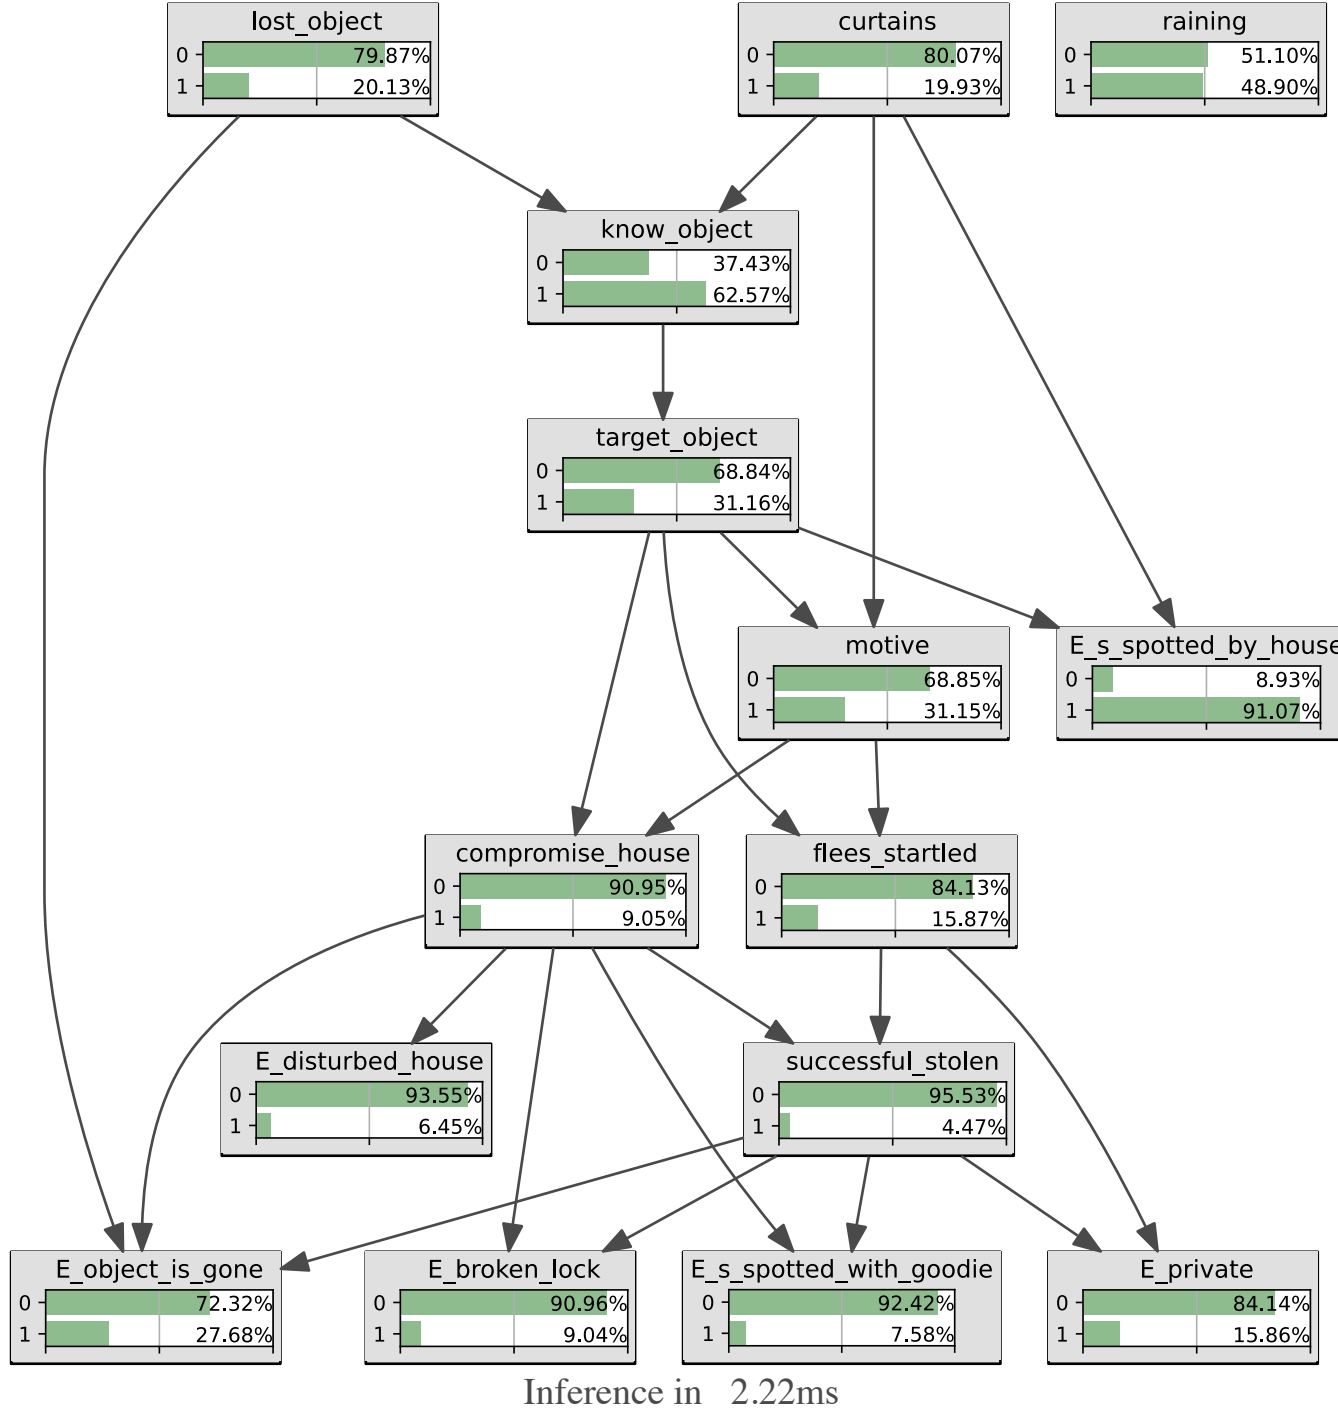 lost_object
0 79.87%
1 20.13%
curtains
0 80.07%
1 19.93%
raining
0 51.10%
1 48.90%
know_object
0 37.43%
1 62.57%
target_object
0 68.84%
1 31.16%
motive
0 68.85%
1 31.15%
E_s_spotted_by_house
0 8.93%
1 91.07%
compromise_house
0 90.95%
1 9.05%
flees_startled
0 84.13%
1 15.87%
E_disturbed_house
0 93.55%
1 6.45%
successful_stolen
0 95.53%
1 4.47%
E_object_is_gone
0 72.32%
1 27.68%
E_broken_lock
0 90.96%
1 9.04%
E_s_spotted_with_goodie
0 92.42%
1 7.58%
E_private
0 84.14%
1 15.86%
Inference in 2.22ms